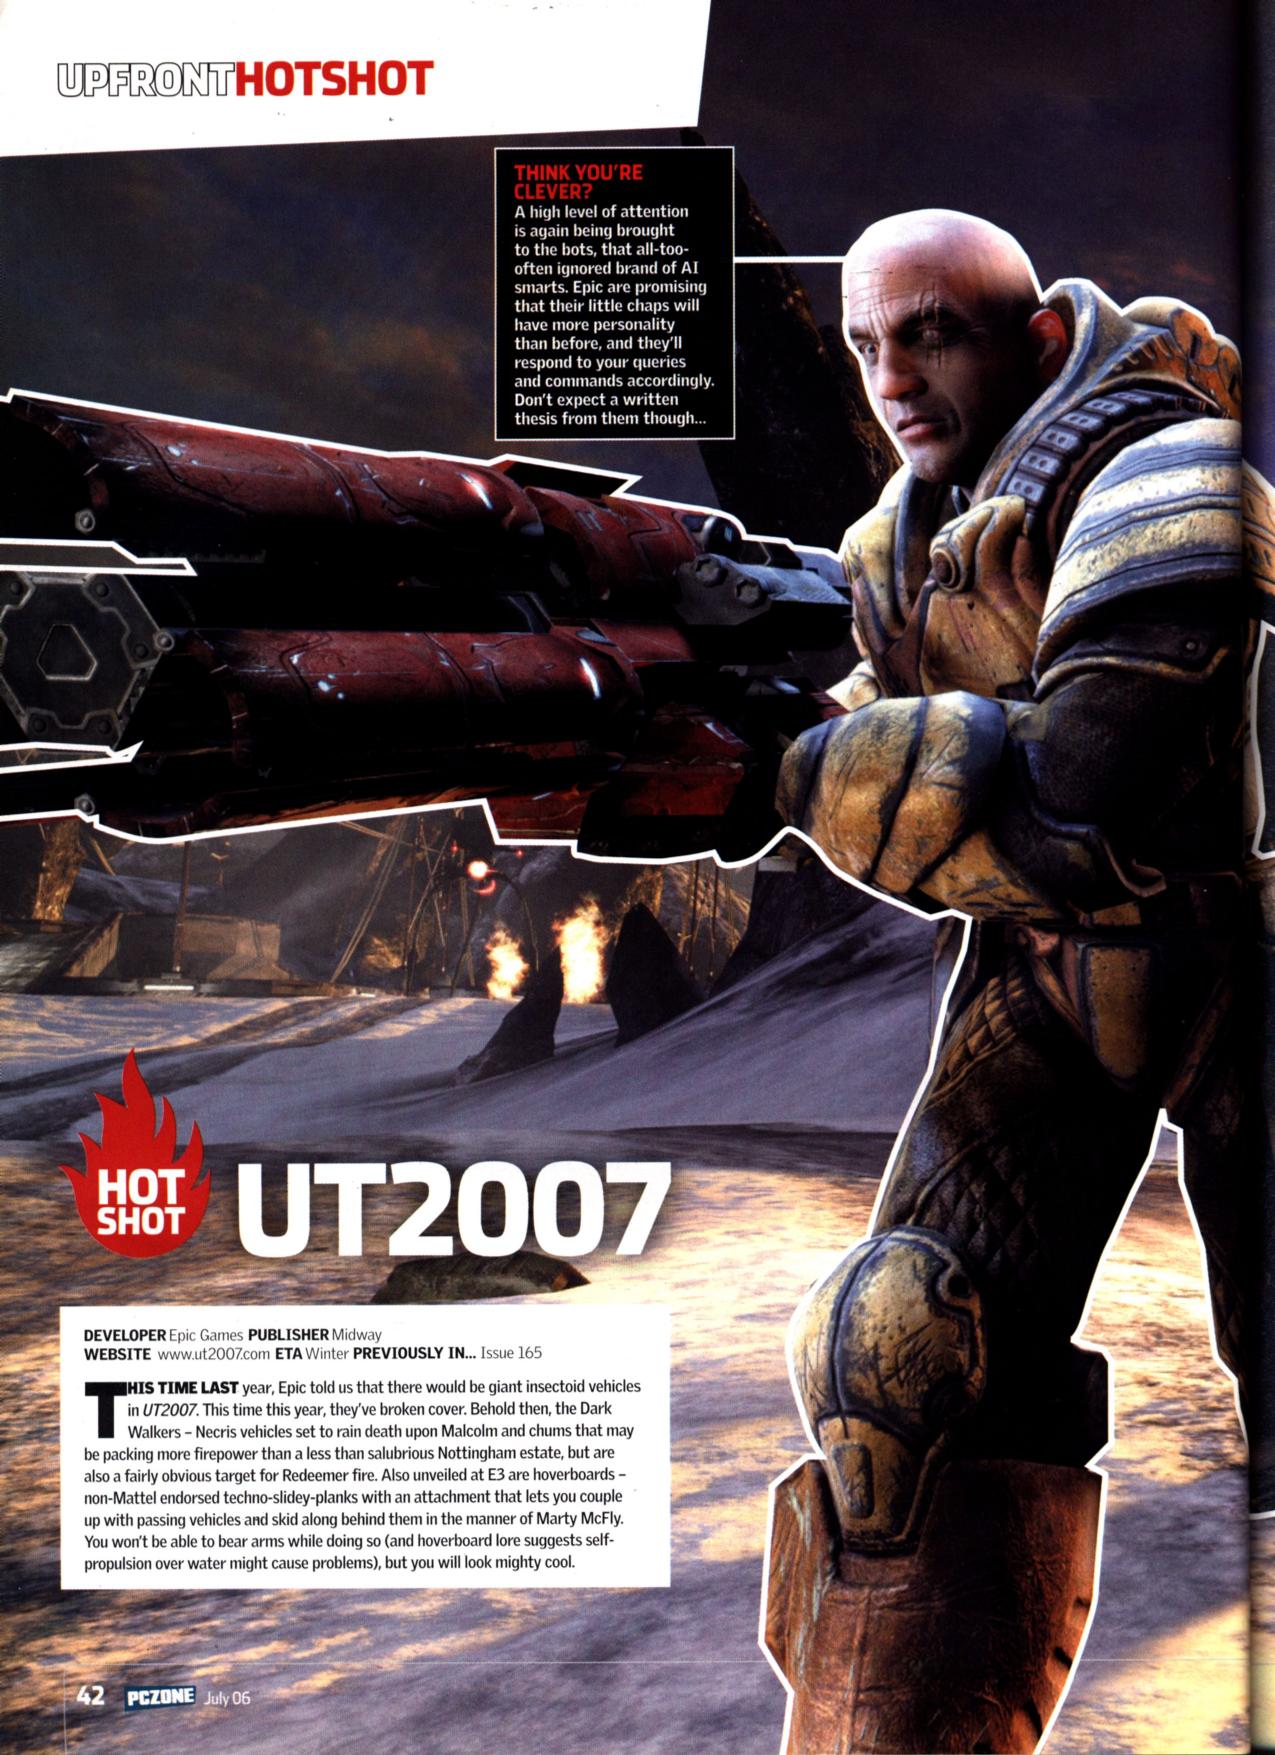 UPFRONTHOTSHOT
THINK YOU'RE
CLEVER?
A high level of attention
is again being brought
to the bots, that all-too-
often ignored brand of AI
smarts. Epic are promising
that their little chaps will
have more personality
than before, and they'll
respond to your queries
and commands accordingly.
Don't expect a written
thesis from them though...
HOT
SHOT
UT2007
DEVELOPER Epic Games PUBLISHER Midway
WEBSITE www.ut2007.com ETA Winter PREVIOUSLY IN... Issue 165
THIS TIME LAST year, Epic told us that there would be giant insectoid vehicles
in UT2007. This time this year, they've broken cover. Behold then, the Dark
Walkers – Necris vehicles set to rain death upon Malcolm and chums that may
be packing more firepower than a less than salubrious Nottingham estate, but are
also a fairly obvious target for Redeemer fire. Also unveiled at E3 are hoverboards –
non-Mattel endorsed techno-slidey-planks with an attachment that lets you couple
up with passing vehicles and skid along behind them in the manner of Marty McFly.
You won't be able to bear arms while doing so (and hoverboard lore suggests self-
propulsion over water might cause problems), but you will look mighty cool.
42 PCZONE July 06